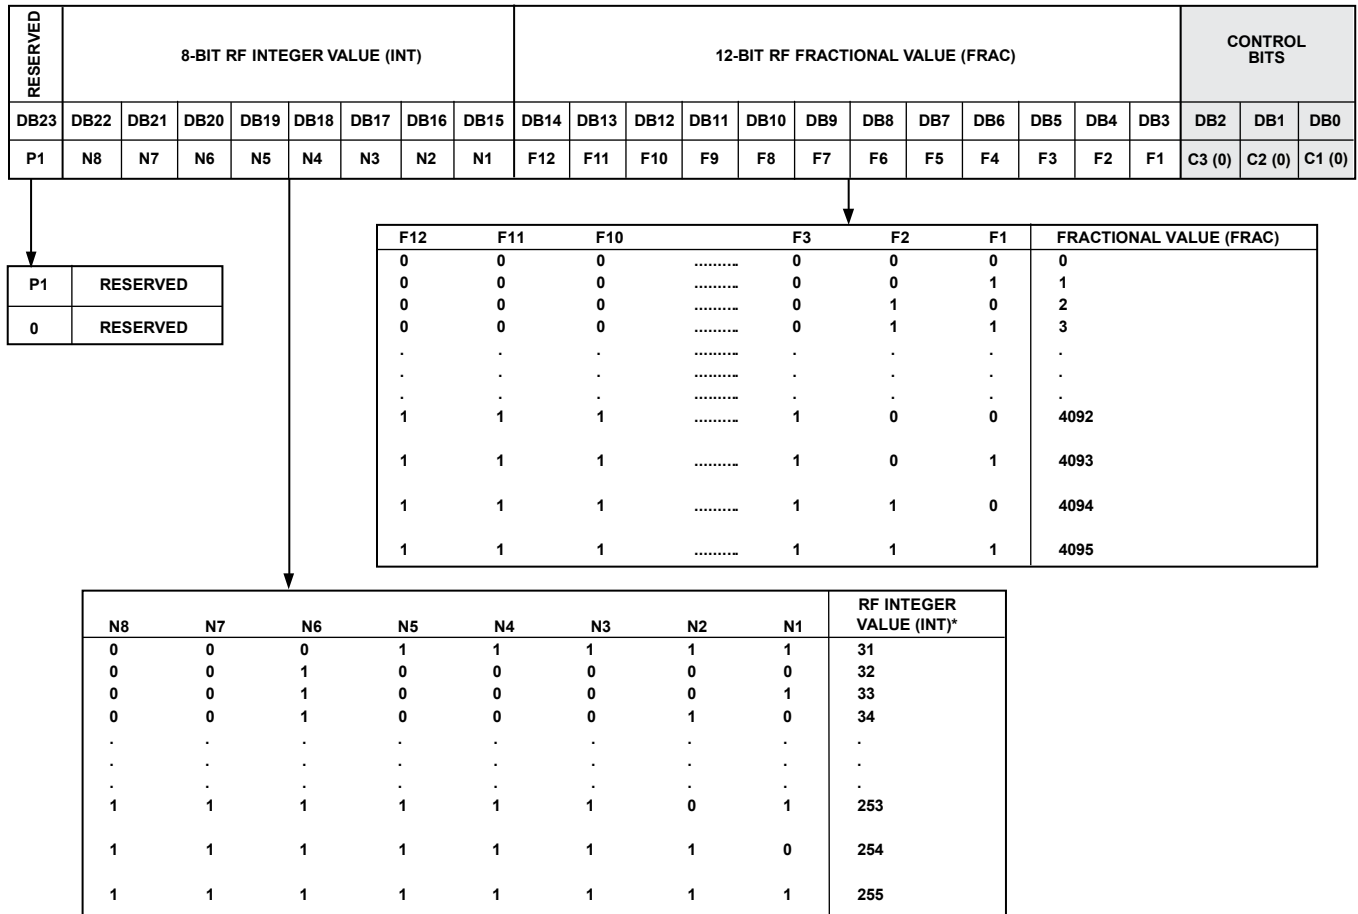 RESERVED
8-BIT RF INTEGER VALUE (INT)
12-BIT RF FRACTIONAL VALUE (FRAC)
CONTROL
BITS
DB23 DB22 DB21 DB20 DB19 DB18 DB17 DB16 DB15 DB14 DB13 DB12 DB11 DB10 DB9 DB8 DB7 DB6 DB5 DB4 DB3 DB2 DB1 DB0
P1 N8 N7 N6 N5 N4 N3 N2 N1 F12 F11 F10 F9 F8 F7 F6 F5 F4 F3 F2 F1 C3 (0) C2 (0) C1 (0)
P1 RESERVED
0 RESERVED
F12 F11 F10 F3 F2 F1 FRACTIONAL VALUE (FRAC)
0 0 0 .......... 0 0 0 0
0 0 0 .......... 0 0 1 1
0 0 0 .......... 0 1 0 2
0 0 0 .......... 0 1 1 3
. . . .......... . . . .
. . . .......... . . . .
. . . .......... . . . .
1 1 1 .......... 1 0 0 4092
1 1 1 .......... 1 0 1 4093
1 1 1 .......... 1 1 0 4094
1 1 1 .......... 1 1 1 4095
RF INTEGER
N8 N7 N6 N5 N4 N3 N2 N1 VALUE (INT)*
0 0 0 1 1 1 1 1 31
0 0 1 0 0 0 0 0 32
0 0 1 0 0 0 0 1 33
0 0 1 0 0 0 1 0 34
. . . . . . . . .
. . . . . . . . .
. . . . . . . . .
1 1 1 1 1 1 0 1 253
1 1 1 1 1 1 1 0 254
1 1 1 1 1 1 1 1 255